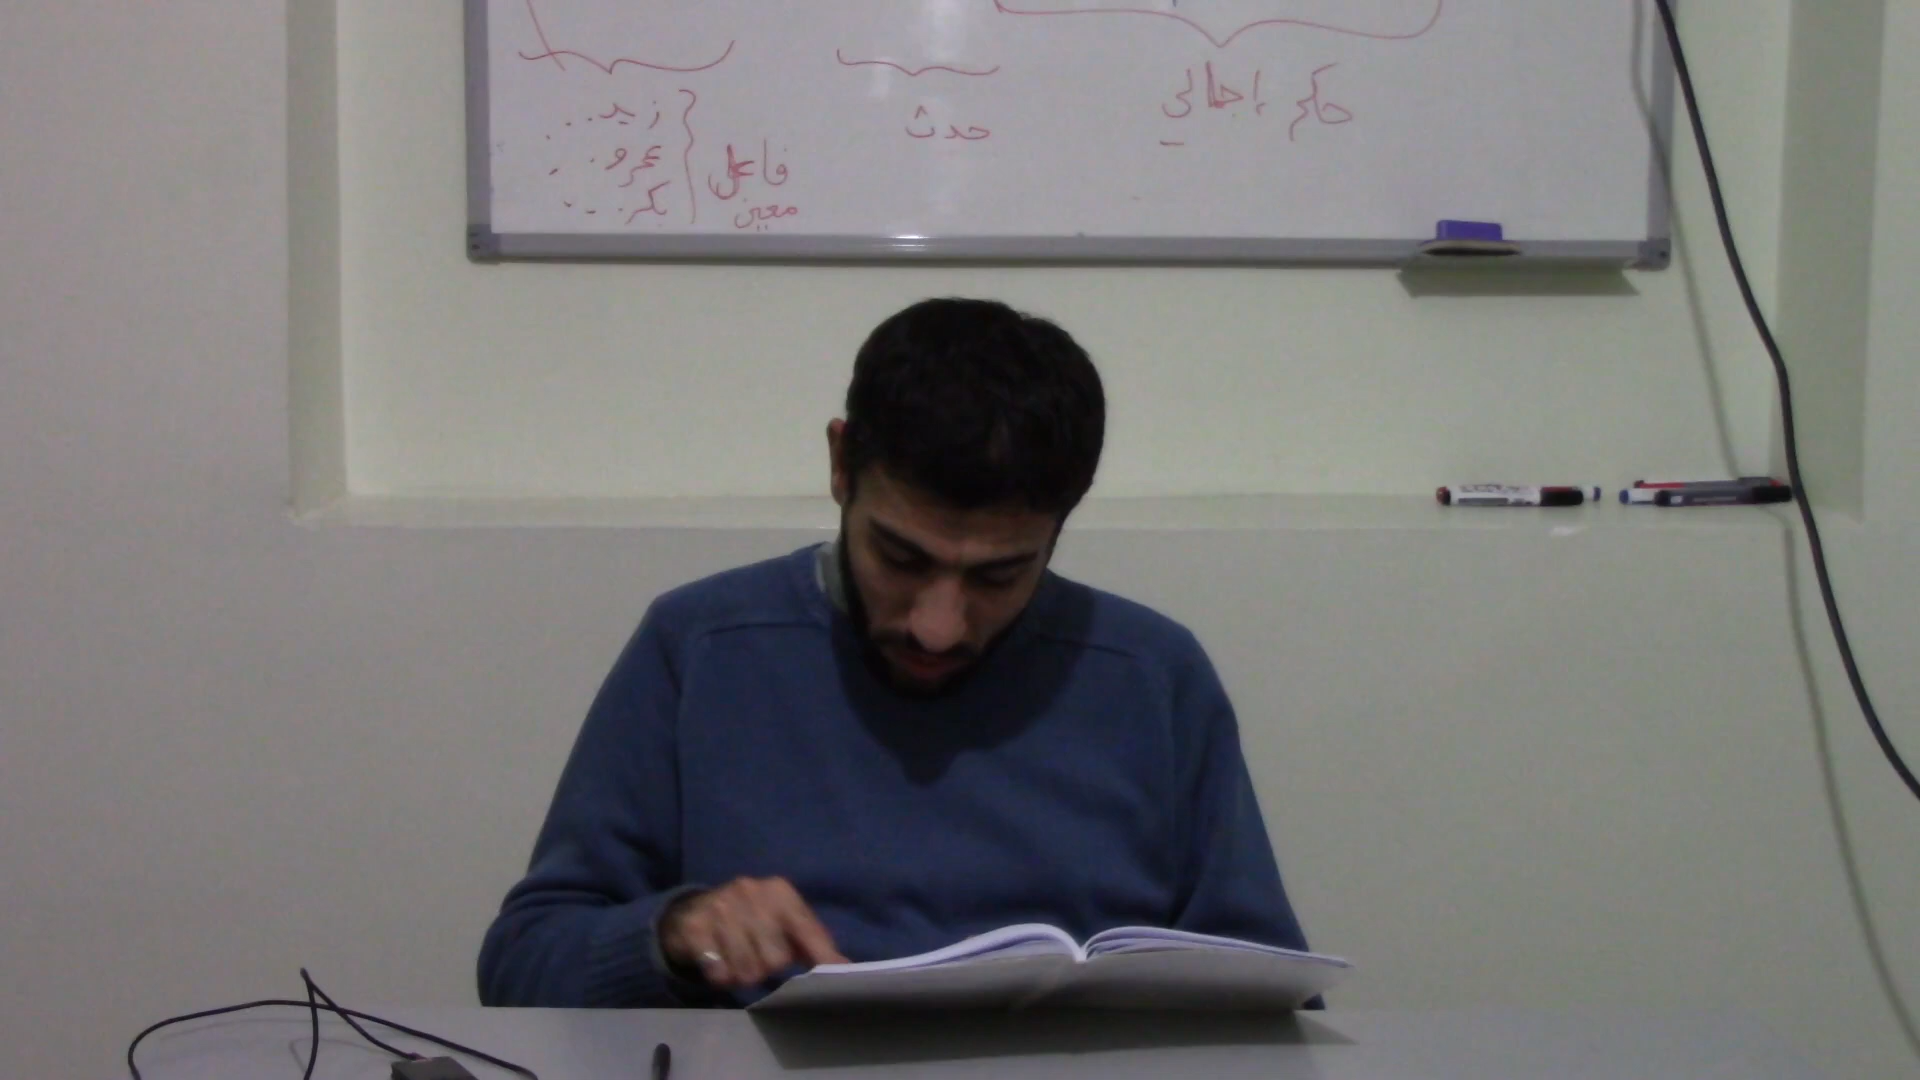 حكم إجمالي
حدث
فاعل
معين
زيد...
عمرو..
بكر...